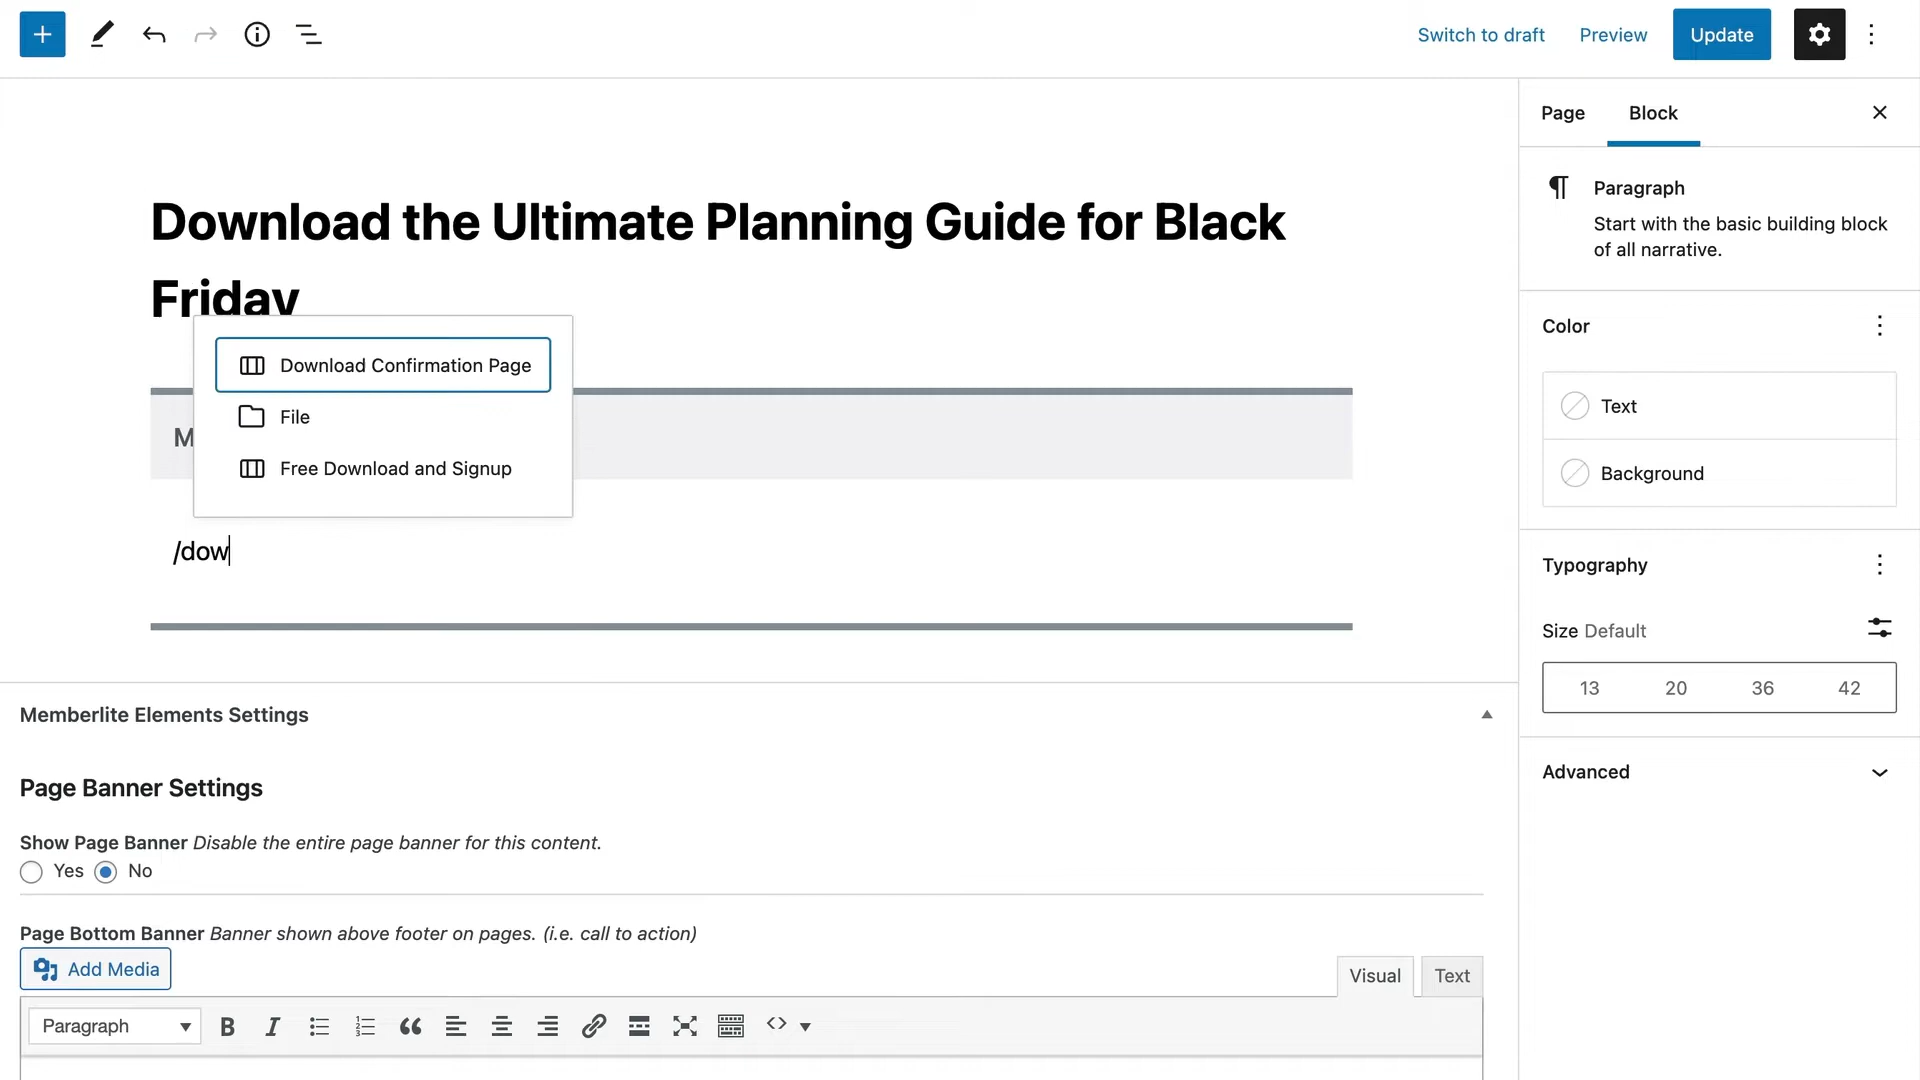 Switch to draft
Preview
Update
Page
Block
Download the Ultimate Planning Guide for Black
Friday
Download Confirmation Page
File
Free Download and Signup
M
/dow
Paragraph
Start with the basic building block
of all narrative.
Color
Text
Background
Typography
Size Default
13 20 36 42
Advanced
Memberlite Elements Settings
Page Banner Settings
Show Page Banner Disable the entire page banner for this content.
Yes No
Page Bottom Banner Banner shown above footer on pages. (i.e. call to action)
Add Media
Visual Text
Paragraph